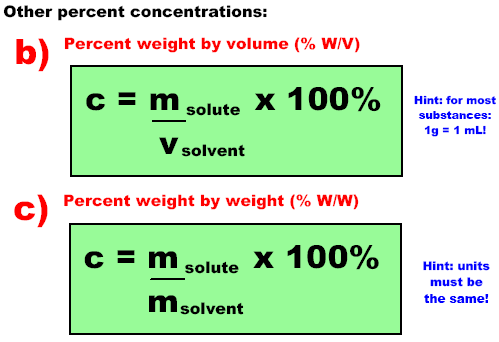 Other percent concentrations:
b) Percent weight by volume (% W/V)
c = m solute x 100%
v solvent
Hint: for most
substances:
1g = 1 mL!
c) Percent weight by weight (% W/W)
c = m solute x 100%
m solvent
Hint: units
must be
the same!